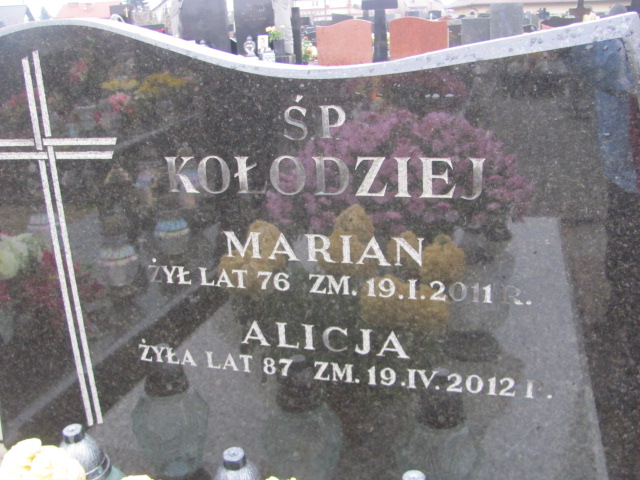 ŚP
KOŁODZIEJ
MARIAN
ŻYŁ LAT 76 ZM. 19.I.2011 R.
ALICJA
ŻYŁA LAT 87 ZM. 19.IV.2012 R.